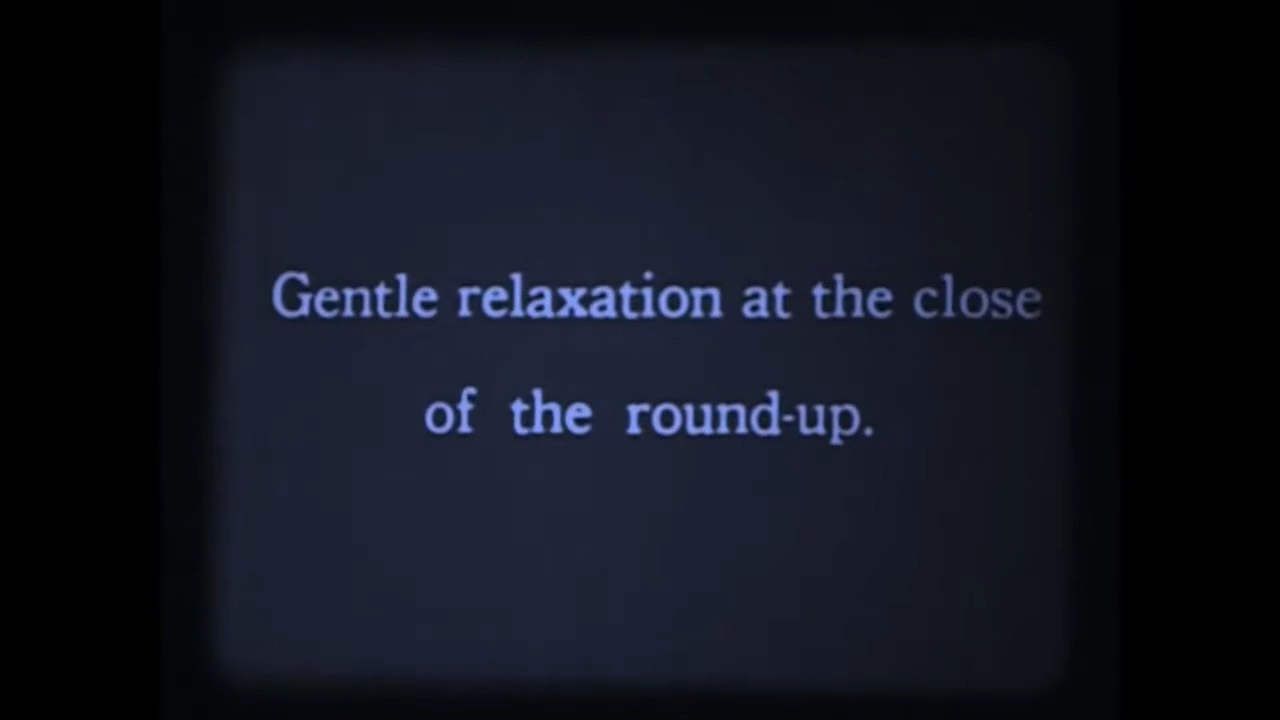 Gentle relaxation at the close
of the round-up.